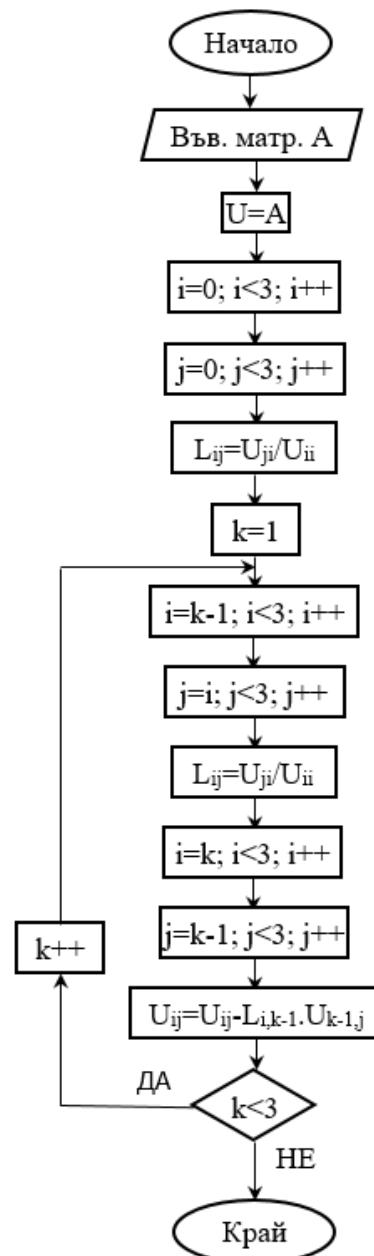 Начало
Във. матр. A
U=A
i=0; i<3; i++
j=0; j<3; j++
Lij=Uji/Uii
k=1
i=k-1; i<3; i++
j=i; j<3; j++
Lij=Uji/Uii
i=k; i<3; i++
j=k-1; j<3; j++
k++
Uij=Uij-Li,k-1.Uk-1,j
ДА
k<3
НЕ
Край